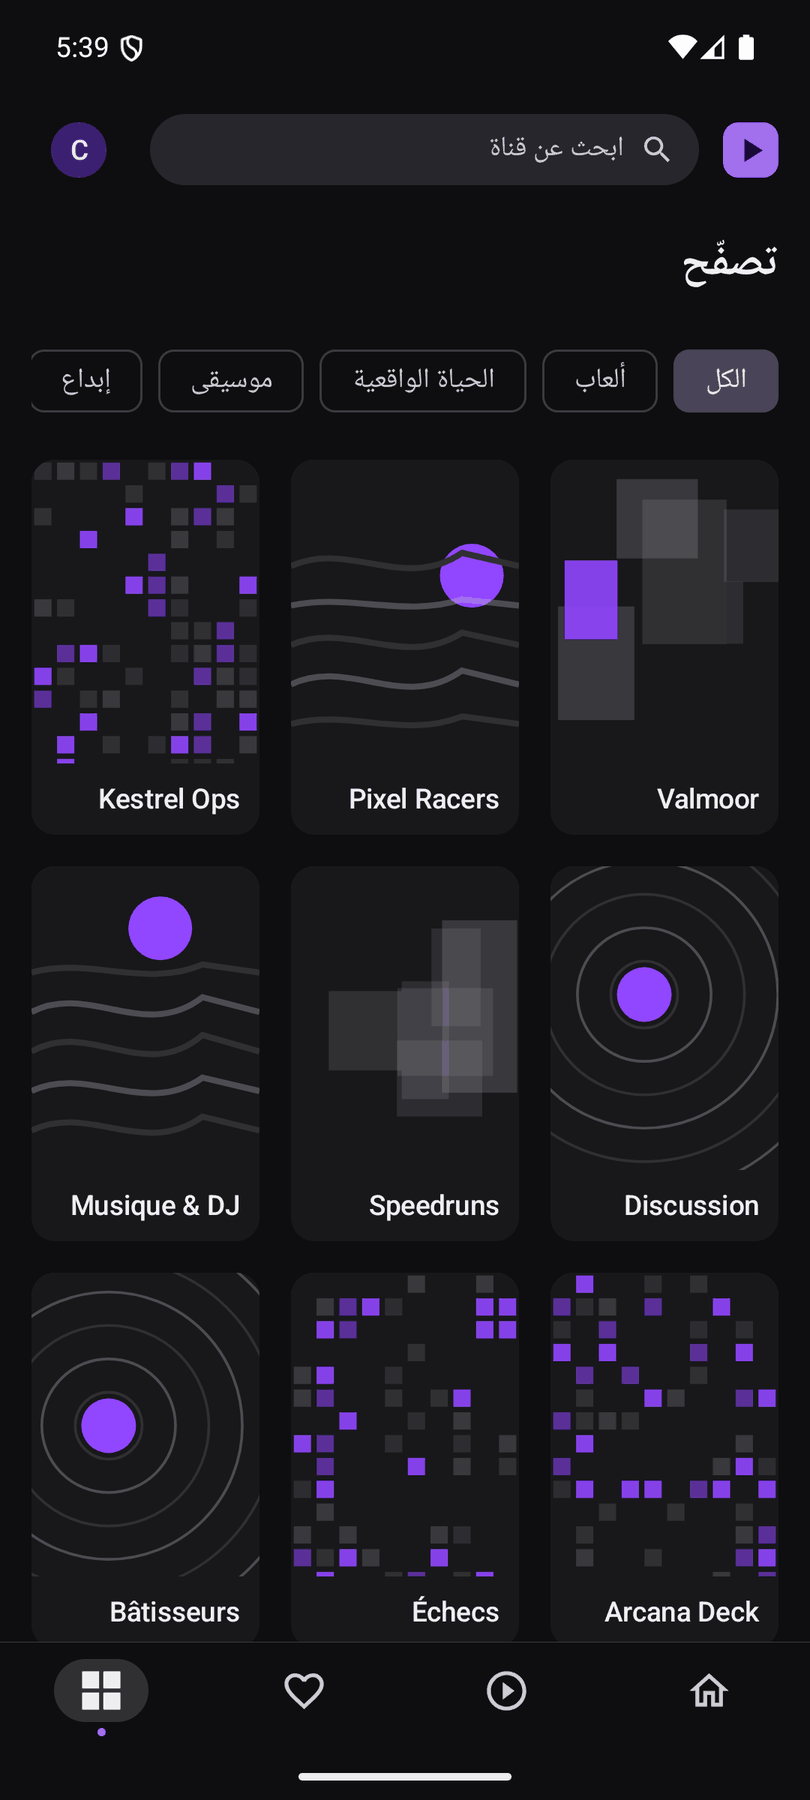 5:39
ابحث عن قناة
C
تصفّح
الكل
ألعاب
الحياة الواقعية
موسيقى
إبداع
Valmoor
Pixel Racers
Kestrel Ops
Discussion
Speedruns
Musique & DJ
Arcana Deck
Échecs
Bâtisseurs